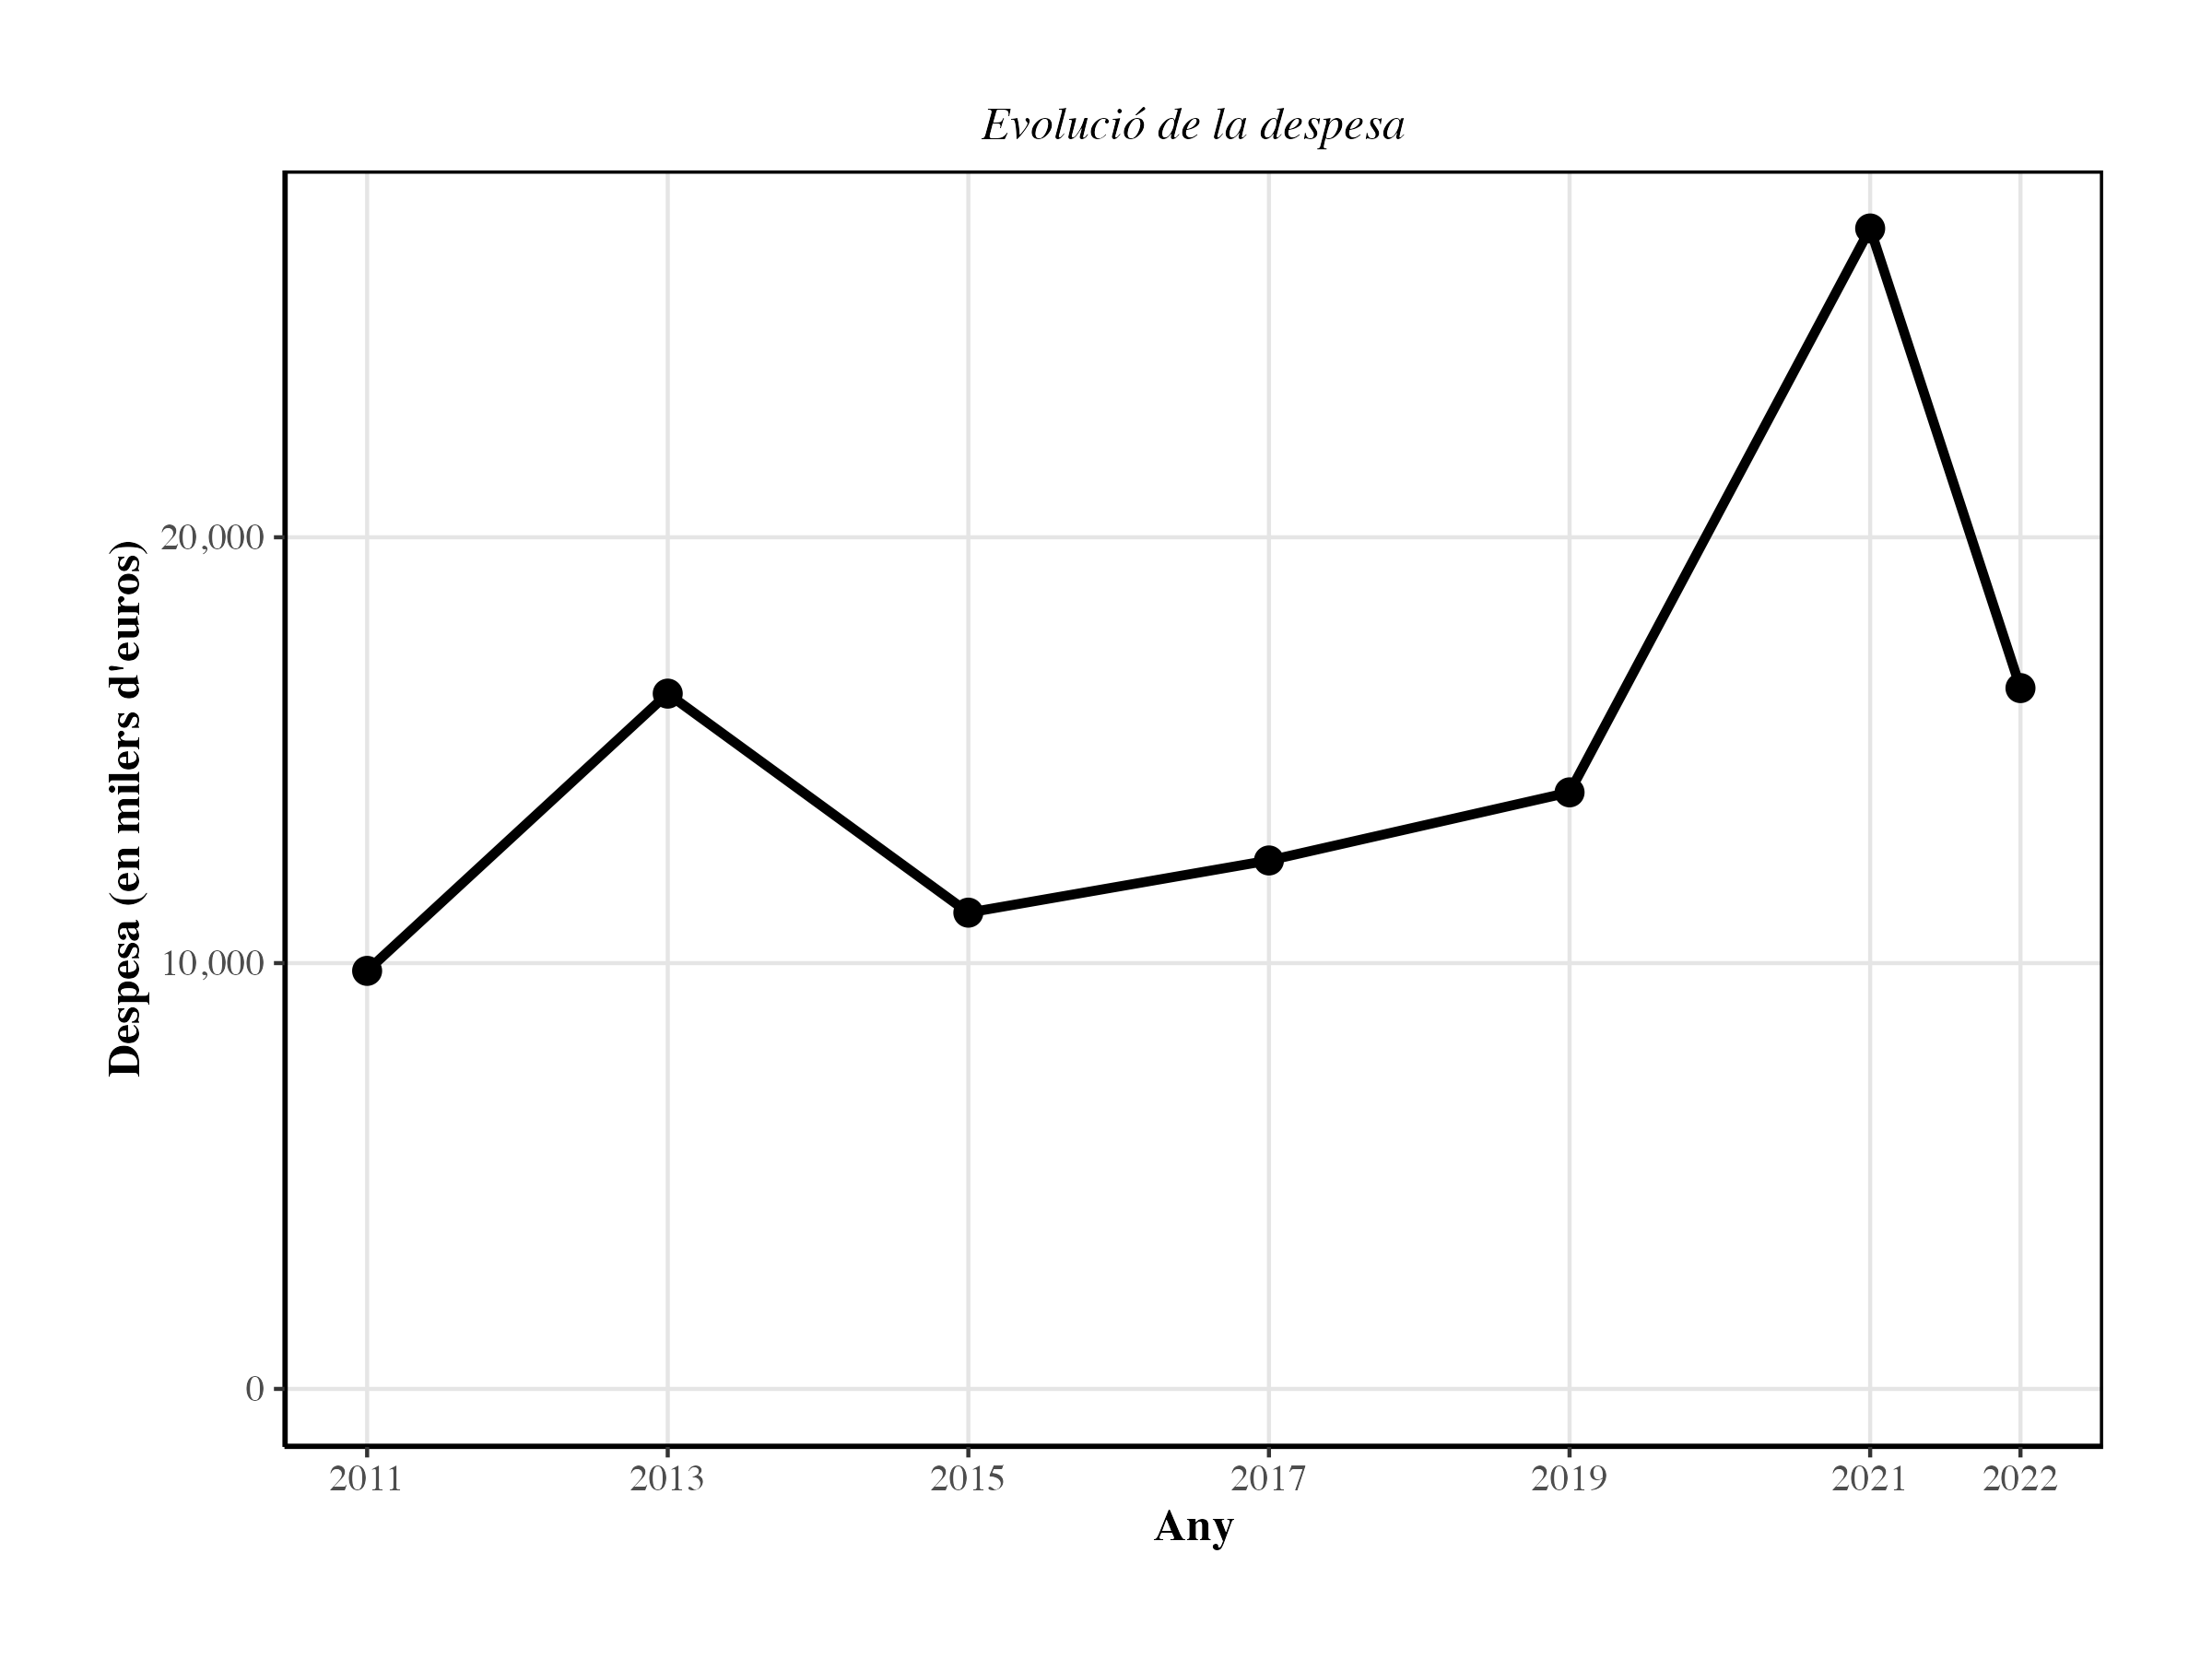 Evolució de la despesa
Despesa (en milers d'euros)
20,000
10,000
0
2011 2013 2015 2017 2019 2021 2022
Any